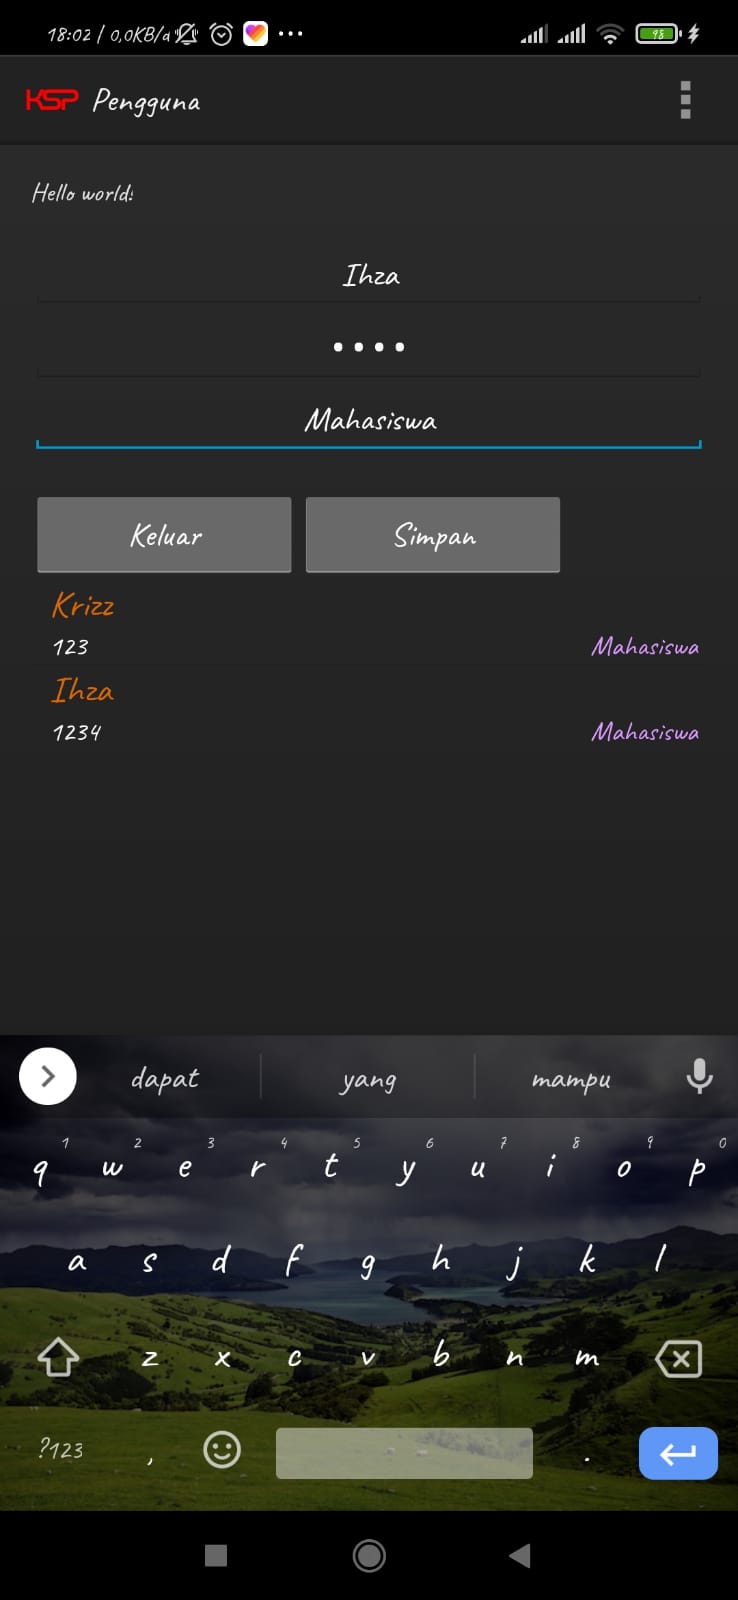 18:02 / 0,0KB/d
98
KSP Pengguna
Hello world!
Ihza
Mahasiswa
Keluar Simpan
Krizz
123 Mahasiswa
Ihza
1234 Mahasiswa
dapat yang mampu
1 2 3 4 5 6 7 8 9 0
q w e r t y u i o p
a s d f g h j k l
z x c v b n m
?123 , .